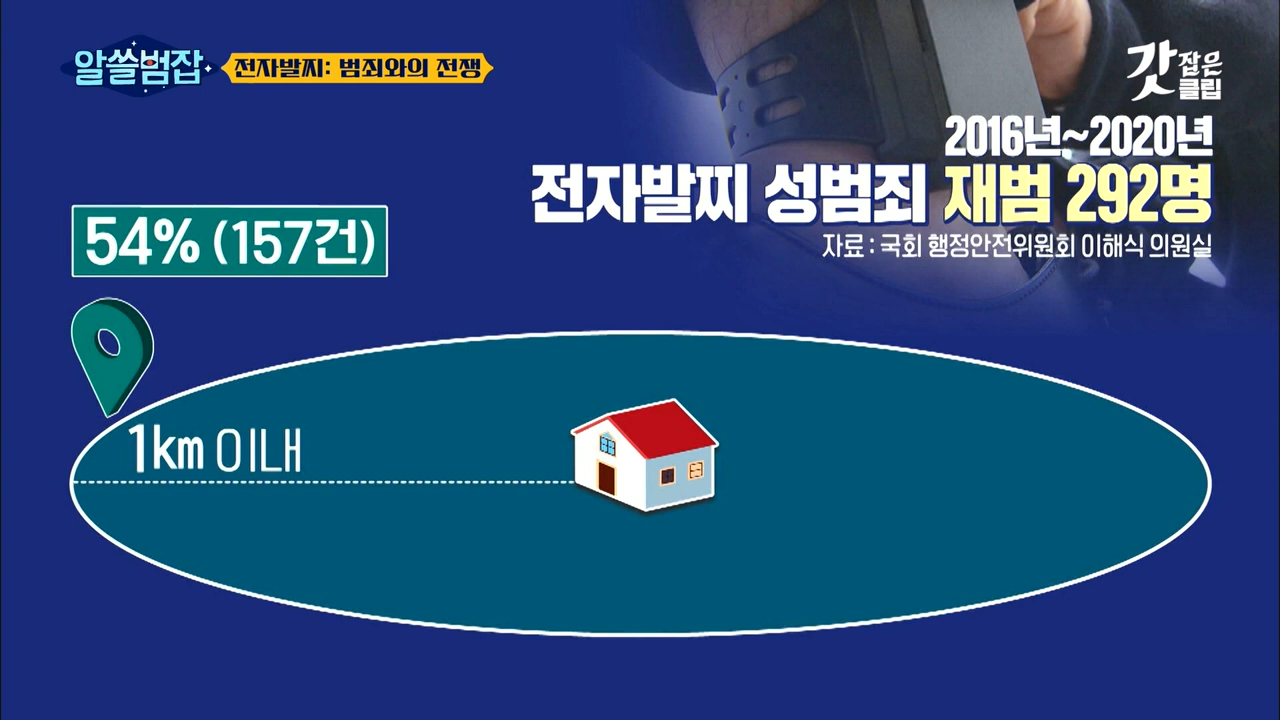 알쓸범잡
전자발찌: 범죄와의 전쟁
갓 잡은 클립
2016년~2020년
전자발찌 성범죄 재범 292명
자료 : 국회 행정안전위원회 이해식 의원실
54% (157건)
1km 이내